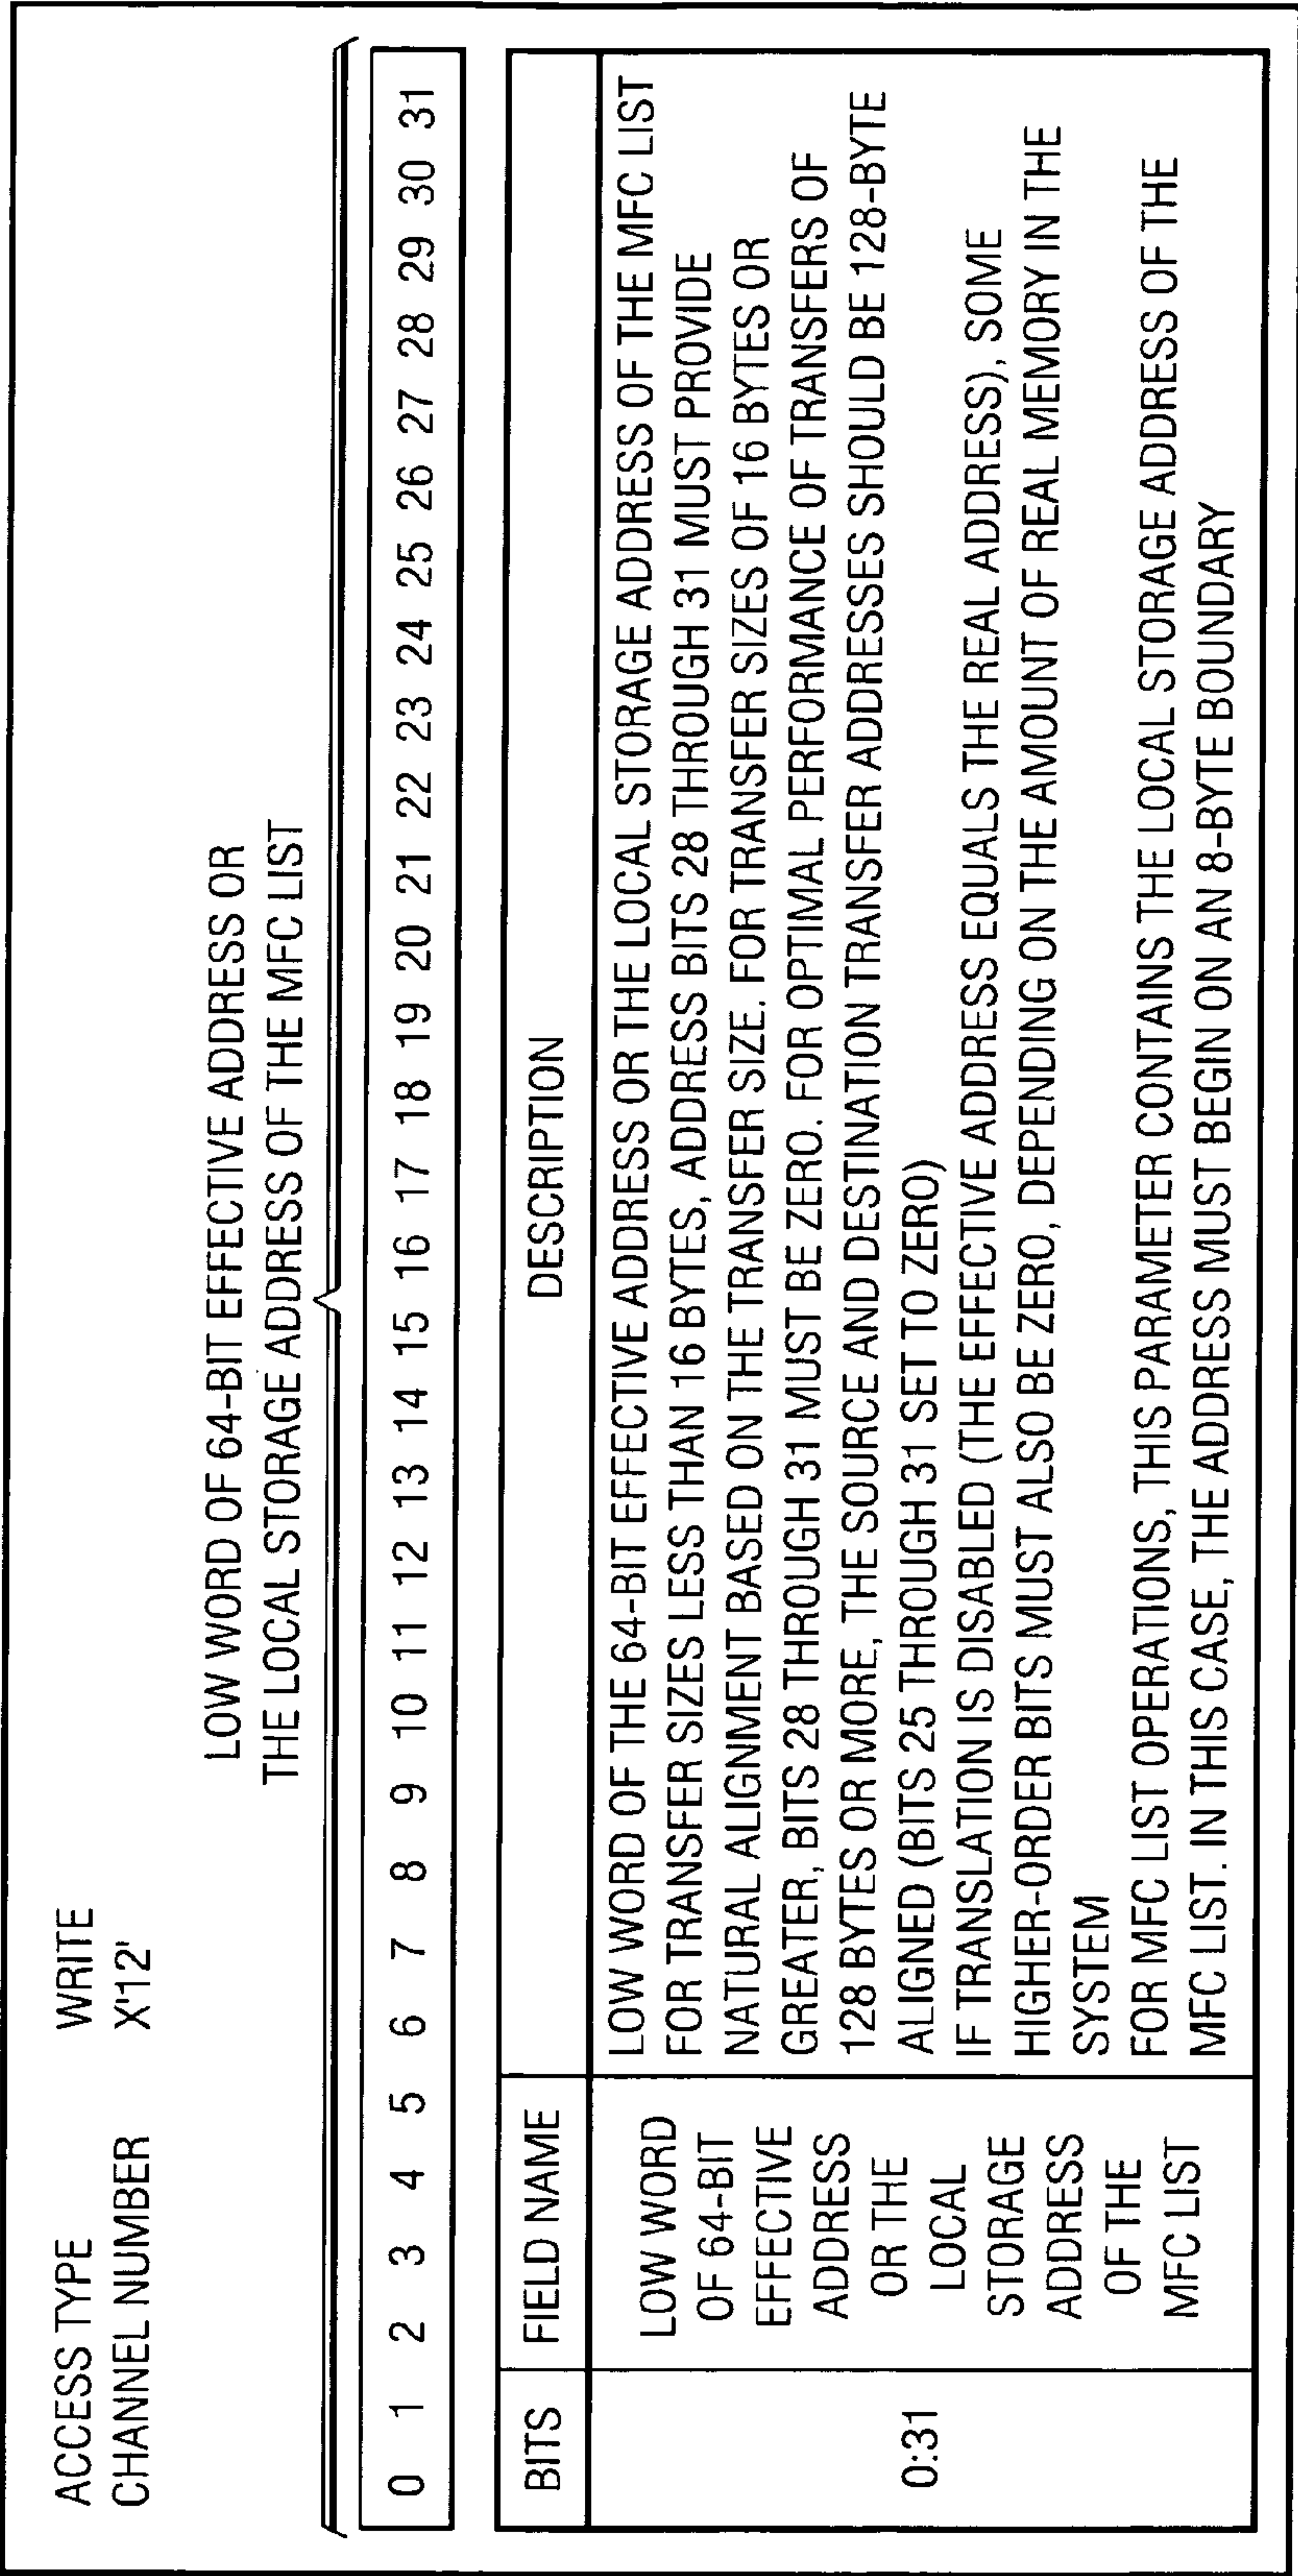 ACCESS TYPE WRITE
CHANNEL NUMBER X'12'
LOW WORD OF 64-BIT EFFECTIVE ADDRESS OR
THE LOCAL STORAGE ADDRESS OF THE MFC LIST
0 1 2 3 4 5 6 7 8 9 10 11 12 13 14 15 16 17 18 19 20 21 22 23 24 25 26 27 28 29 30 31
BITS FIELD NAME DESCRIPTION
0:31
LOW WORD
OF 64-BIT
EFFECTIVE
ADDRESS
OR THE
LOCAL
STORAGE
ADDRESS
OF THE
MFC LIST
LOW WORD OF THE 64-BIT EFFECTIVE ADDRESS OR THE LOCAL STORAGE ADDRESS OF THE MFC LIST
FOR TRANSFER SIZES LESS THAN 16 BYTES, ADDRESS BITS 28 THROUGH 31 MUST PROVIDE
NATURAL ALIGNMENT BASED ON THE TRANSFER SIZE. FOR TRANSFER SIZES OF 16 BYTES OR
GREATER, BITS 28 THROUGH 31 MUST BE ZERO. FOR OPTIMAL PERFORMANCE OF TRANSFERS OF
128 BYTES OR MORE, THE SOURCE AND DESTINATION TRANSFER ADDRESSES SHOULD BE 128-BYTE
ALIGNED (BITS 25 THROUGH 31 SET TO ZERO)
IF TRANSLATION IS DISABLED (THE EFFECTIVE ADDRESS EQUALS THE REAL ADDRESS), SOME
HIGHER-ORDER BITS MUST ALSO BE ZERO, DEPENDING ON THE AMOUNT OF REAL MEMORY IN THE
SYSTEM
FOR MFC LIST OPERATIONS, THIS PARAMETER CONTAINS THE LOCAL STORAGE ADDRESS OF THE
MFC LIST. IN THIS CASE, THE ADDRESS MUST BEGIN ON AN 8-BYTE BOUNDARY